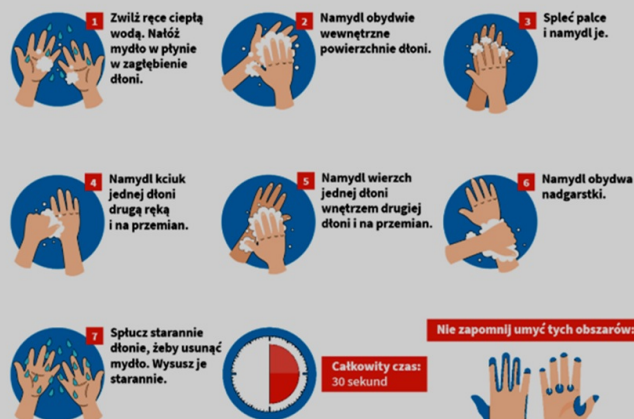 1
Zwilż ręce ciepłą
wodą. Nałóż
mydło w płynie
w zagłębienie
dłoni.
2
Namydl obydwie
wewnętrzne
powierzchnie dłoni.
3
Spleć palce
i namydl je.
4
Namydl kciuk
jednej dłoni
drugą ręką
i na przemian.
5
Namydl wierzch
jednej dłoni
wnętrzem drugiej
dłoni i na przemian.
6
Namydl obydwa
nadgarstki.
7
Spłucz starannie
dłonie, żeby usunąć
mydło. Wysusz je
starannie.
Całkowity czas:
30 sekund
Nie zapomnij umyć tych obszarów: